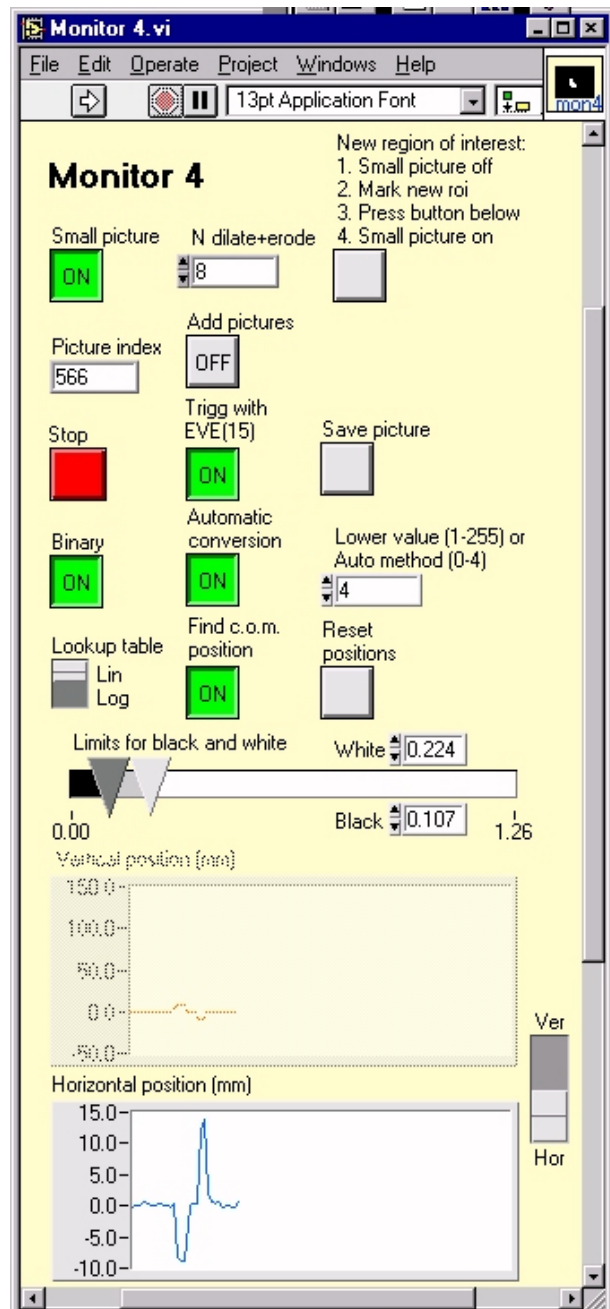 Monitor 4.vi
File Edit Operate Project Windows Help
13pt Application Font
mon4
Monitor 4
New region of interest:
1. Small picture off
2. Mark new roi
3. Press button below
4. Small picture on
Small picture
ON
N dilate+erode
8
Picture index
566
Add pictures
OFF
Stop
Trigg with
EVE(15)
ON
Save picture
Binary
ON
Automatic
conversion
ON
Lower value (1-255) or
Auto method (0-4)
4
Lookup table
Lin
Log
Find c.o.m.
position
ON
Reset
positions
Limits for black and white
White 0.224
Black 0.107
0.00
1.26
Vertical position (mm)
150.0
100.0
50.0
0.0
-50.0
Ver
Hor
Horizontal position (mm)
15.0
10.0
5.0
0.0
-5.0
-10.0